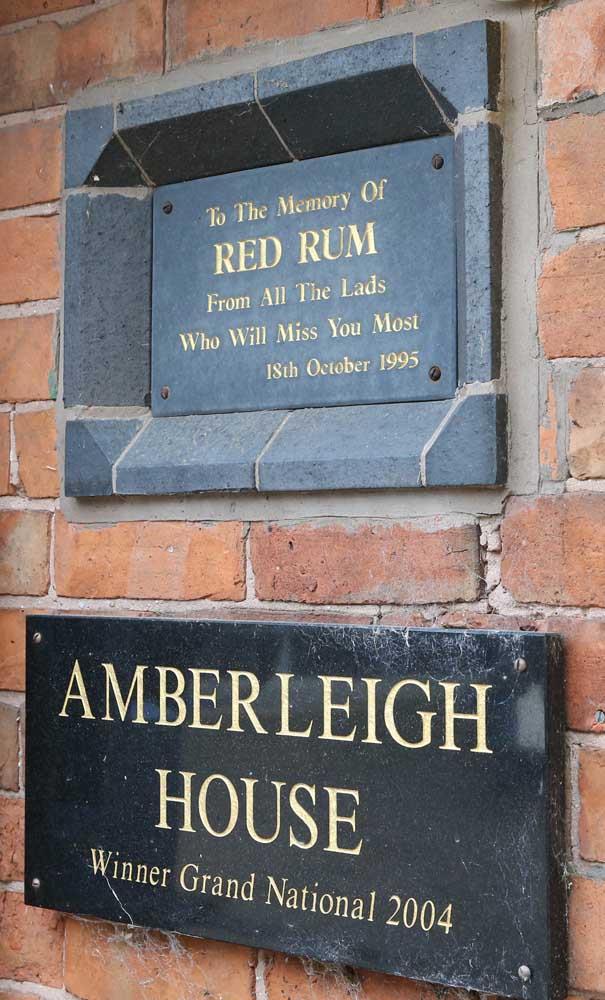 To The Memory Of
RED RUM
From All The Lads
Who Will Miss You Most
18th October 1995
AMBERLEIGH
HOUSE
Winner Grand National 2004